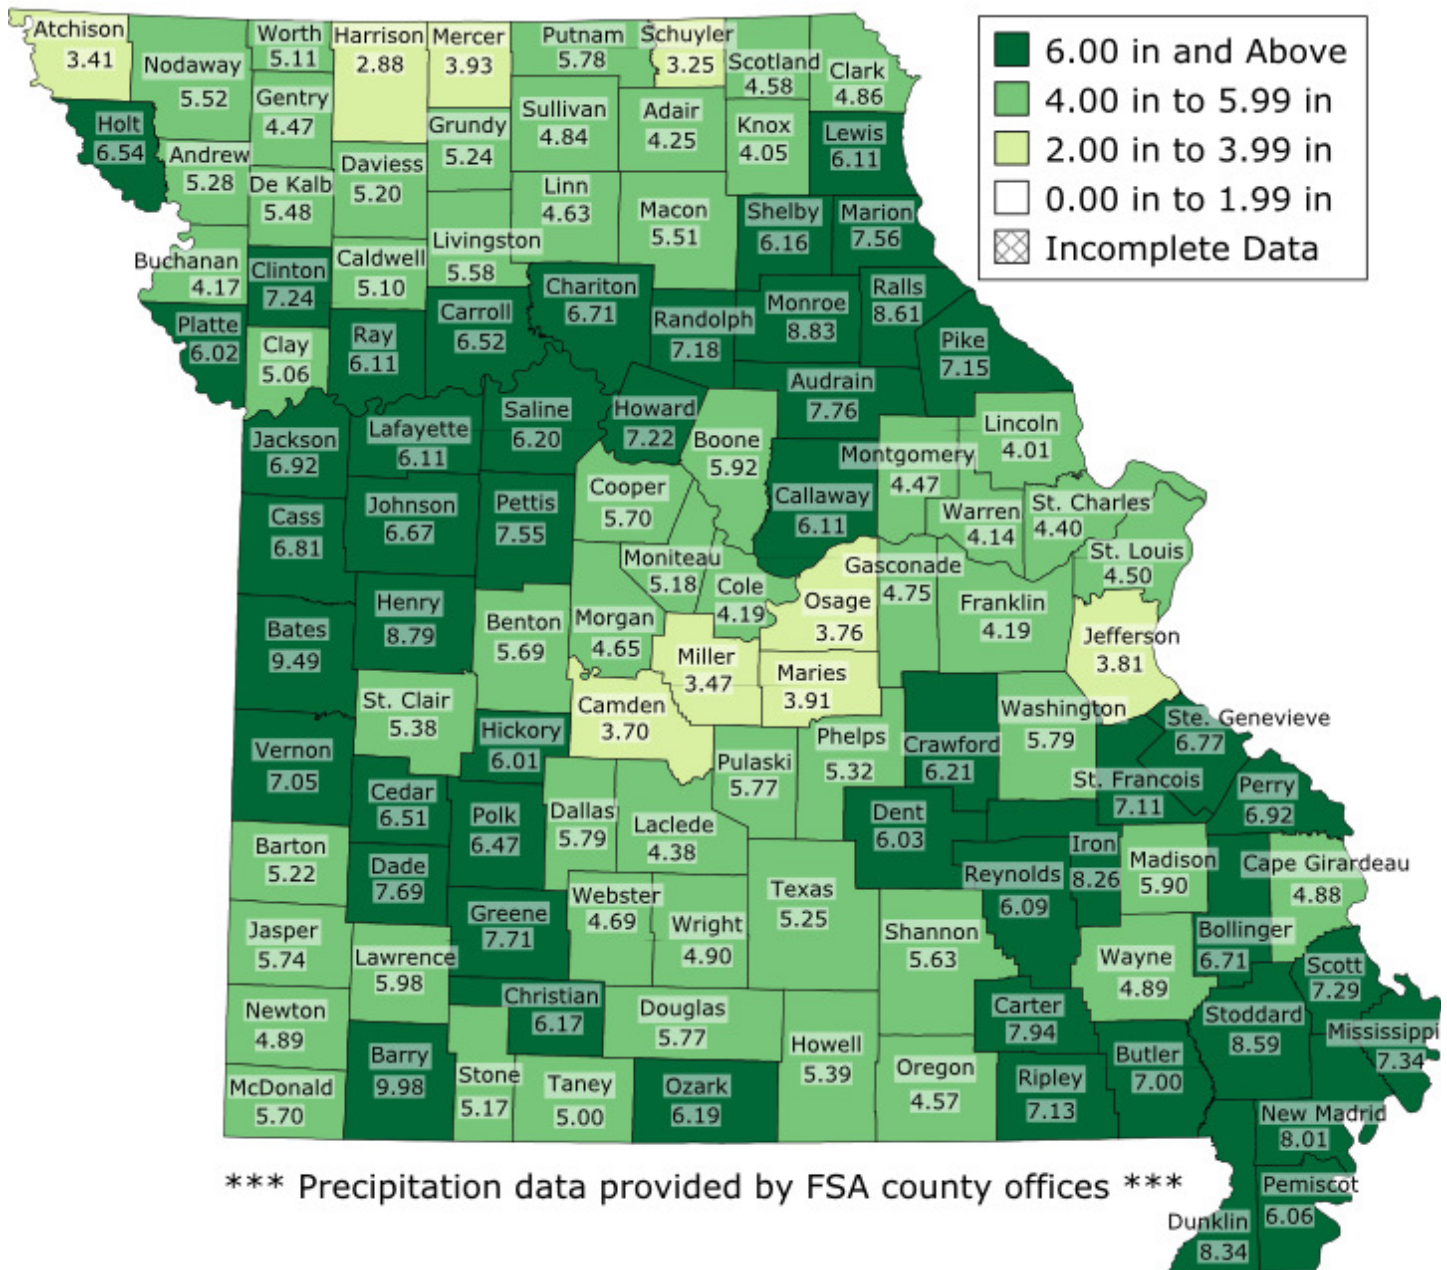 Atchison
3.41
Nodaway
5.52
Worth
5.11
Harrison
2.88
Mercer
3.93
Putnam
5.78
Schuyler
3.25
Scotland
4.58
Clark
4.86
6.00 in and Above
4.00 in to 5.99 in
2.00 in to 3.99 in
0.00 in to 1.99 in
Incomplete Data
Holt
6.54
Gentry
4.47
Grundy
5.24
Sullivan
4.84
Adair
4.25
Knox
4.05
Lewis
6.11
Andrew
5.28
De Kalb
5.48
Daviess
5.20
Linn
4.63
Macon
5.51
Shelby
6.16
Marion
7.56
Buchanan
4.17
Clinton
7.24
Caldwell
5.10
Livingston
5.58
Chariton
6.71
Randolph
7.18
Monroe
8.83
Ralls
8.61
Pike
7.15
Platte
6.02
Clay
5.06
Ray
6.11
Carroll
6.52
Audrain
7.76
Jackson
6.92
Lafayette
6.11
Saline
6.20
Howard
7.22
Boone
5.92
Montgomery
4.47
Lincoln
4.01
Cass
6.81
Johnson
6.67
Pettis
7.55
Cooper
5.70
Callaway
6.11
Warren
4.14
St. Charles
4.40
St. Louis
4.50
Moniteau
5.18
Cole
4.19
Osage
3.76
Gasconade
4.75
Franklin
4.19
Jefferson
3.81
Bates
9.49
Henry
8.79
Benton
5.69
Morgan
4.65
Miller
3.47
Maries
3.91
St. Clair
5.38
Camden
3.70
Washington
5.79
Ste. Genevieve
6.77
Vernon
7.05
Hickory
6.01
Pulaski
5.77
Phelps
5.32
Crawford
6.21
St. Francois
7.11
Perry
6.92
Cedar
6.51
Polk
6.47
Dallas
5.79
Laclede
4.38
Dent
6.03
Iron
8.26
Madison
5.90
Cape Girardeau
4.88
Barton
5.22
Dade
7.69
Greene
7.71
Webster
4.69
Wright
4.90
Texas
5.25
Reynolds
6.09
Shannon
5.63
Wayne
4.89
Bollinger
6.71
Scott
7.29
Jasper
5.74
Lawrence
5.98
Christian
6.17
Douglas
5.77
Carter
7.94
Stoddard
8.59
Mississippi
7.34
Newton
4.89
Barry
9.98
Stone
5.17
Taney
5.00
Ozark
6.19
Howell
5.39
Oregon
4.57
Ripley
7.13
Butler
7.00
McDonald
5.70
New Madrid
8.01
Pemiscot
6.06
Dunklin
8.34
*** Precipitation data provided by FSA county offices ***